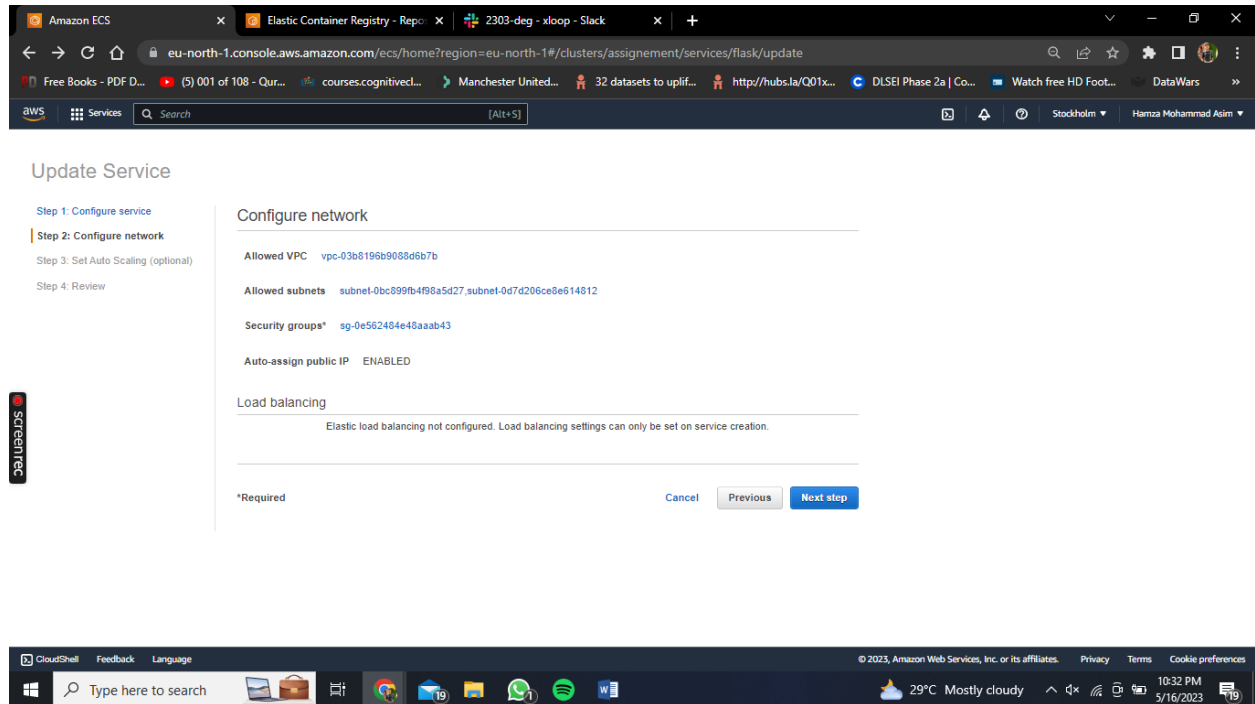 Amazon ECS
Elastic Container Registry - Repo
2303-deg - xloop - Slack
eu-north-1.console.aws.amazon.com/ecs/home?region=eu-north-1#/clusters/assignement/services/flask/update
Free Books - PDF D...
(5) 001 of 108 - Qur...
courses.cognitivecl...
Manchester United...
32 datasets to uplif...
http://hubs.la/Q01x...
DLSEI Phase 2a | Co...
Watch free HD Foot...
DataWars
»
aws
Services
Search
[Alt+S]
Stockholm
Hamza Mohammad Asim
Update Service
Step 1: Configure service
Step 2: Configure network
Step 3: Set Auto Scaling (optional)
Step 4: Review
Configure network
Allowed VPC vpc-03b8196b9088d6b7b
Allowed subnets subnet-0bc899fb4f98a5d27,subnet-0d7d206ce8e614812
Security groups* sg-0e562484e48aaab43
Auto-assign public IP ENABLED
Load balancing
Elastic load balancing not configured. Load balancing settings can only be set on service creation.
*Required
Cancel
Previous
Next step
screenrec
CloudShell
Feedback
Language
© 2023, Amazon Web Services, Inc. or its affiliates.
Privacy
Terms
Cookie preferences
Type here to search
19
1
29°C Mostly cloudy
10:32 PM
5/16/2023
19